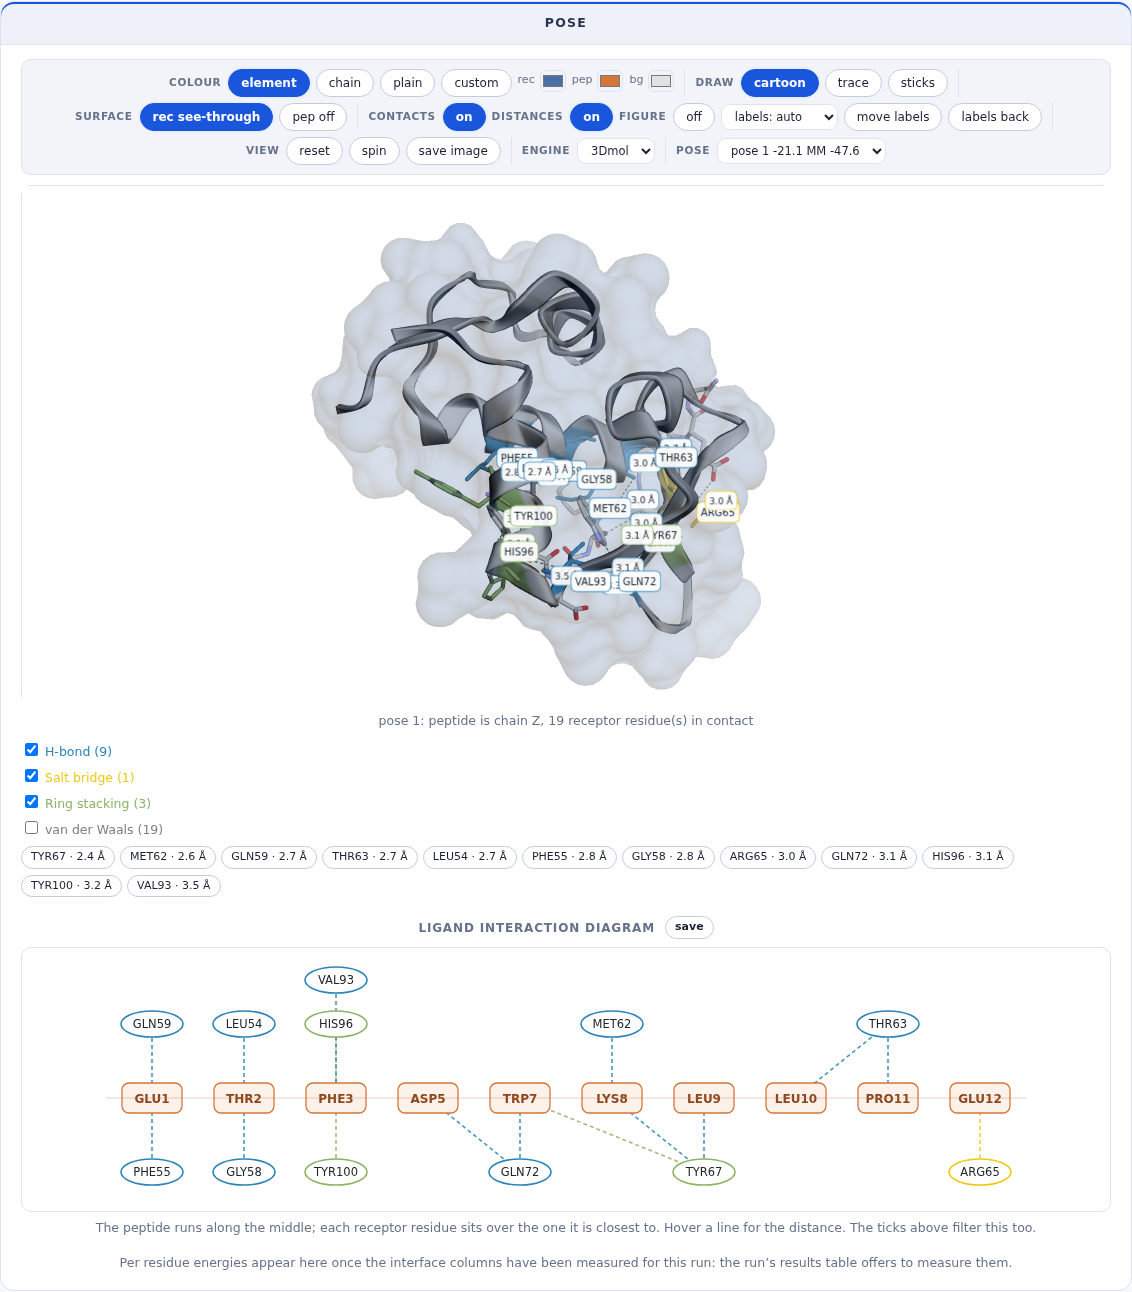 POSE
COLOUR element chain plain custom rec pep bg DRAW cartoon trace sticks
SURFACE rec see-through pep off CONTACTS on DISTANCES on FIGURE off labels: auto move labels labels back
VIEW reset spin save image ENGINE 3Dmol POSE pose 1 -21.1 MM -47.6
PHE55
THR63
3.0 Å
2.7 Å
GLY58
3.0 Å
3.0 Å
MET62
ARG65
TYR100
3.0 Å
3.1 Å
YR67
HIS96
3.1 Å
3.5
VAL93
GLN72
pose 1: peptide is chain Z, 19 receptor residue(s) in contact
H-bond (9)
Salt bridge (1)
Ring stacking (3)
van der Waals (19)
TYR67 · 2.4 Å MET62 · 2.6 Å GLN59 · 2.7 Å THR63 · 2.7 Å LEU54 · 2.7 Å PHE55 · 2.8 Å GLY58 · 2.8 Å ARG65 · 3.0 Å GLN72 · 3.1 Å HIS96 · 3.1 Å
TYR100 · 3.2 Å VAL93 · 3.5 Å
LIGAND INTERACTION DIAGRAM save
VAL93
GLN59 LEU54 HIS96 MET62 THR63
GLU1 THR2 PHE3 ASP5 TRP7 LYS8 LEU9 LEU10 PRO11 GLU12
PHE55 GLY58 TYR100 GLN72 TYR67 ARG65
The peptide runs along the middle; each receptor residue sits over the one it is closest to. Hover a line for the distance. The ticks above filter this too.
Per residue energies appear here once the interface columns have been measured for this run: the run’s results table offers to measure them.